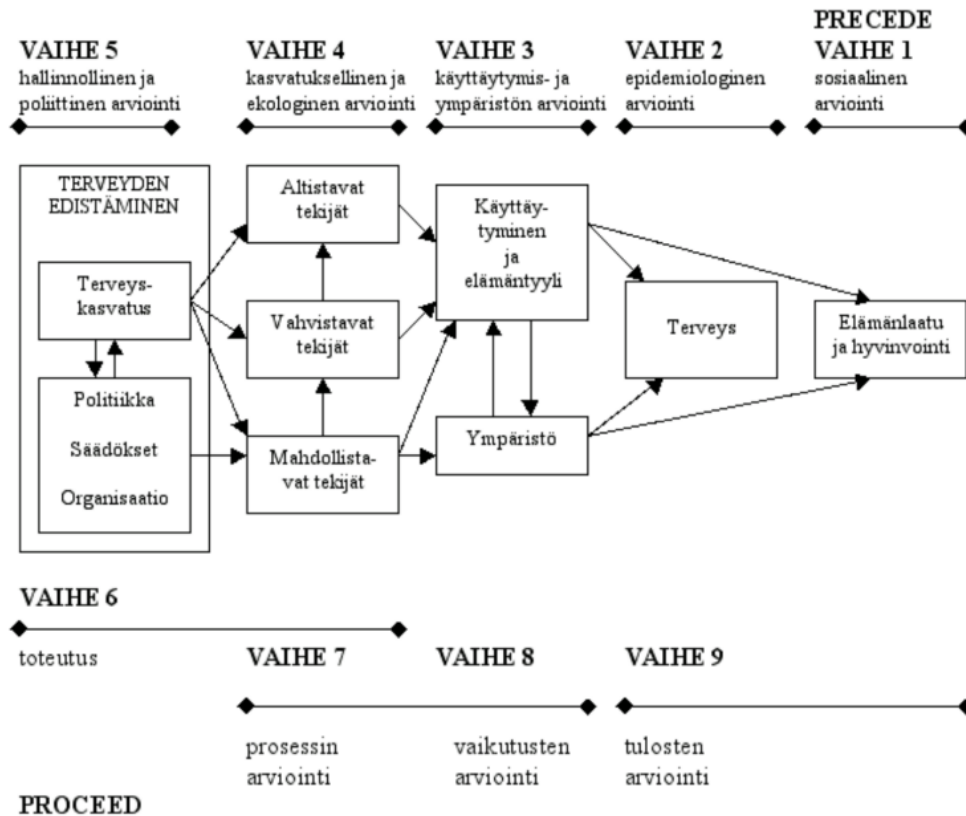 PRECEDE
VAIHE 5
hallinnollinen ja
poliittinen arviointi
VAIHE 4
kasvatuksellinen ja
ekologinen arviointi
VAIHE 3
käyttäytymis- ja
ympäristön arviointi
VAIHE 2
epidemiologinen
arviointi
VAIHE 1
sosiaalinen
arviointi
TERVEYDEN
EDISTÄMINEN
Terveys-
kasvatus
Politiikka
Säädökset
Organisaatio
Altistavat
tekijät
Vahvistavat
tekijät
Mahdollista-
vat tekijät
Käyttäy-
tyminen
ja
elämäntyyli
Ympäristö
Terveys
Elämänlaatu
ja hyvinvointi
VAIHE 6
toteutus
VAIHE 7
prosessin
arviointi
VAIHE 8
vaikutusten
arviointi
VAIHE 9
tulosten
arviointi
PROCEED